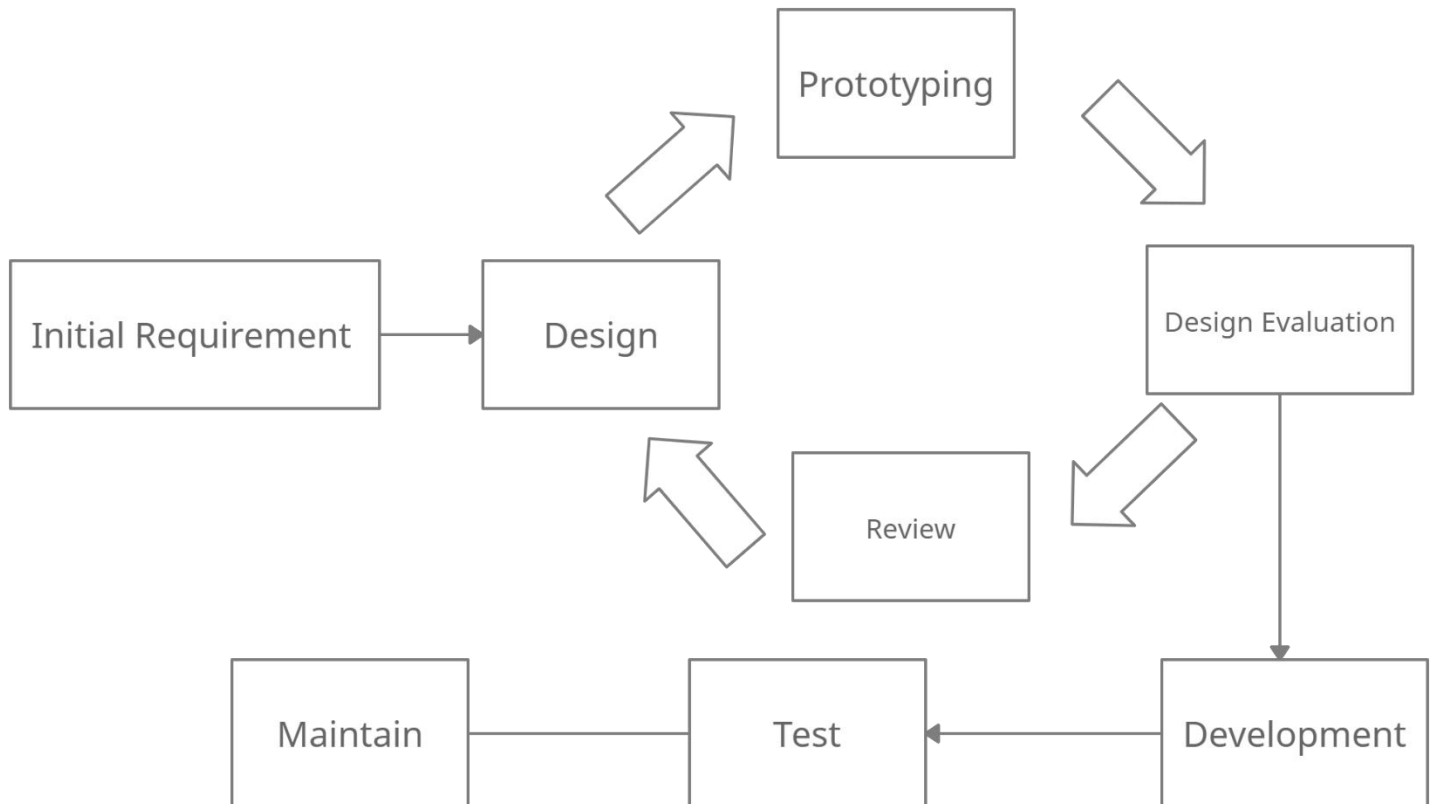 Prototyping
Initial Requirement
Design
Design Evaluation
Review
Maintain
Test
Development